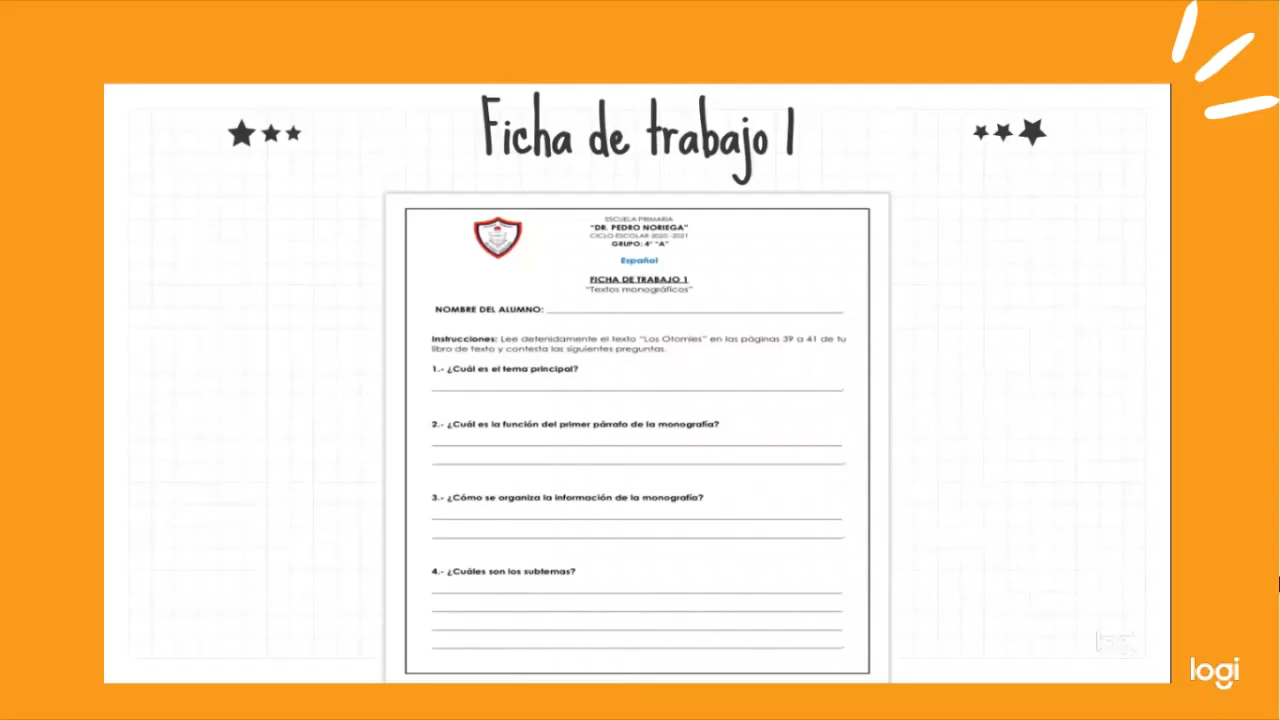 Ficha de trabajo 1
ESCUELA PRIMARIA
"DR. PEDRO NORIEGA"
CICLO ESCOLAR 2020 -2021
GRUPO: 4° "A"
Español
FICHA DE TRABAJO 1
"Textos monográficos"
NOMBRE DEL ALUMNO:
Instrucciones: Lee detenidamente el texto "Los Otomíes" en las páginas 39 a 41 de tu
libro de texto y contesta las siguientes preguntas.
1.- ¿Cuál es el tema principal?
2.- ¿Cuál es la función del primer párrafo de la monografía?
3.- ¿Cómo se organiza la información de la monografía?
4.- ¿Cuáles son los subtemas?
logi